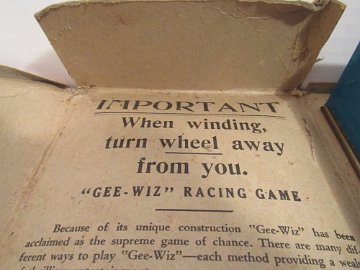 IMPORTANT
When winding,
turn wheel away
from you.
"GEE-WIZ" RACING GAME
Because of its unique construction "Gee-Wiz" has been
acclaimed as the supreme game of chance. There are many dif-
ferent ways to play "Gee-Wiz"—each method providing a weal